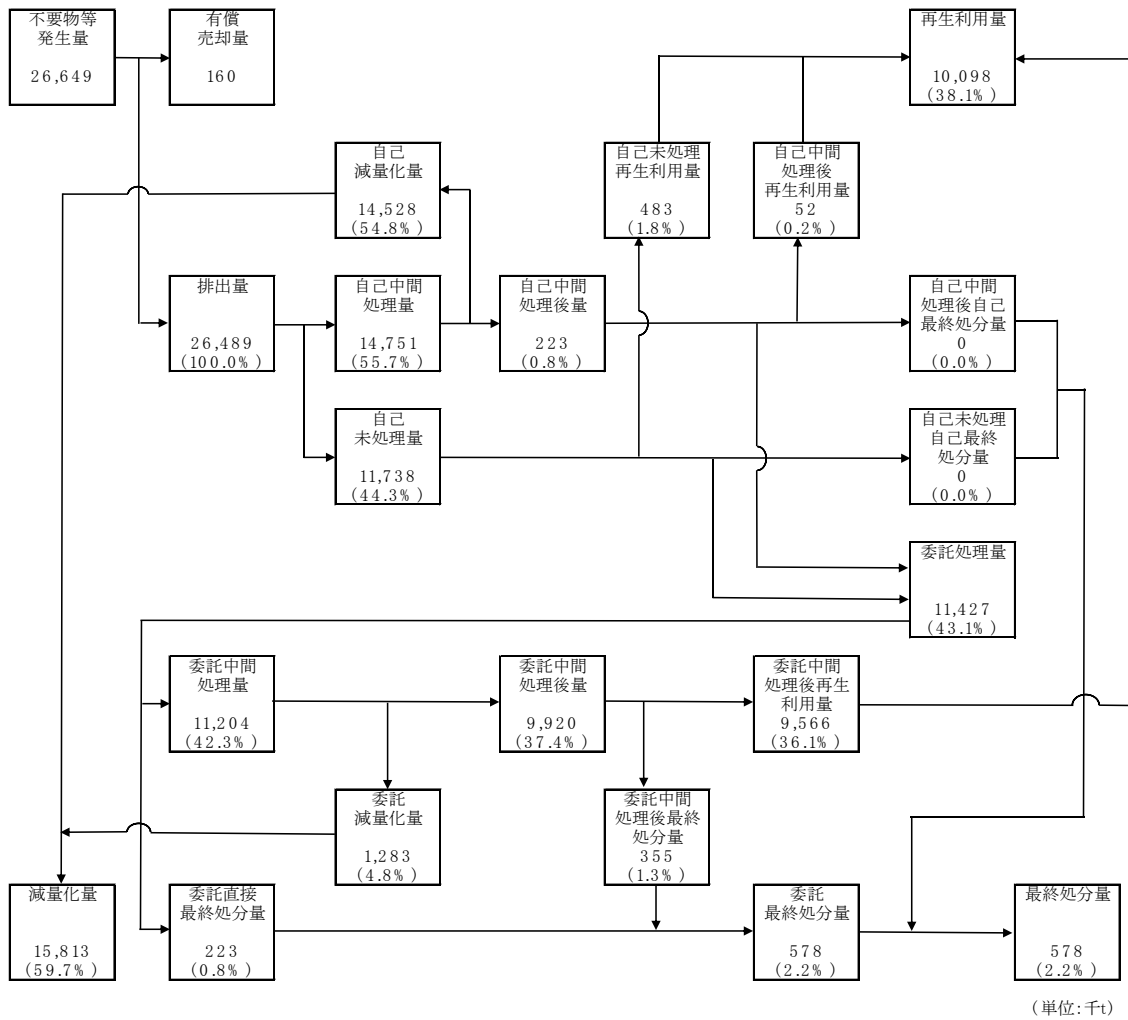 不要物等
発生量
26,649
有償
売却量
160
再生利用量
10,098
(38.1%)
自己
減量化量
14,528
(54.8%)
自己未処理
再生利用量
483
(1.8%)
自己中間
処理後
再生利用量
52
(0.2%)
排出量
26,489
(100.0%)
自己中間
処理量
14,751
(55.7%)
自己中間
処理後量
223
(0.8%)
自己中間
処理後自己
最終処分量
0
(0.0%)
自己
未処理量
11,738
(44.3%)
自己未処理
自己最終
処分量
0
(0.0%)
委託処理量
11,427
(43.1%)
委託中間
処理量
11,204
(42.3%)
委託中間
処理後量
9,920
(37.4%)
委託中間
処理後再生
利用量
9,566
(36.1%)
委託
減量化量
1,283
(4.8%)
委託中間
処理後最終
処分量
355
(1.3%)
減量化量
15,813
(59.7%)
委託直接
最終処分量
223
(0.8%)
委託
最終処分量
578
(2.2%)
最終処分量
578
(2.2%)
(単位:千t)